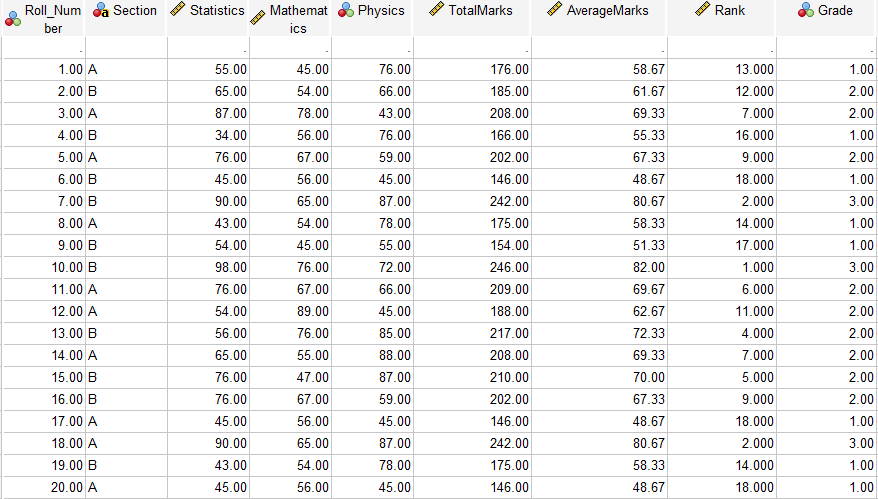 Roll_Num
ber
a Section
Statistics
Mathemat
ics
Physics
TotalMarks
AverageMarks
Rank
Grade
. . . . . . . .
1.00 A 55.00 45.00 76.00 176.00 58.67 13.000 1.00
2.00 B 65.00 54.00 66.00 185.00 61.67 12.000 2.00
3.00 A 87.00 78.00 43.00 208.00 69.33 7.000 2.00
4.00 B 34.00 56.00 76.00 166.00 55.33 16.000 1.00
5.00 A 76.00 67.00 59.00 202.00 67.33 9.000 2.00
6.00 B 45.00 56.00 45.00 146.00 48.67 18.000 1.00
7.00 B 90.00 65.00 87.00 242.00 80.67 2.000 3.00
8.00 A 43.00 54.00 78.00 175.00 58.33 14.000 1.00
9.00 B 54.00 45.00 55.00 154.00 51.33 17.000 1.00
10.00 B 98.00 76.00 72.00 246.00 82.00 1.000 3.00
11.00 A 76.00 67.00 66.00 209.00 69.67 6.000 2.00
12.00 A 54.00 89.00 45.00 188.00 62.67 11.000 2.00
13.00 B 56.00 76.00 85.00 217.00 72.33 4.000 2.00
14.00 A 65.00 55.00 88.00 208.00 69.33 7.000 2.00
15.00 B 76.00 47.00 87.00 210.00 70.00 5.000 2.00
16.00 B 76.00 67.00 59.00 202.00 67.33 9.000 2.00
17.00 A 45.00 56.00 45.00 146.00 48.67 18.000 1.00
18.00 A 90.00 65.00 87.00 242.00 80.67 2.000 3.00
19.00 B 43.00 54.00 78.00 175.00 58.33 14.000 1.00
20.00 A 45.00 56.00 45.00 146.00 48.67 18.000 1.00